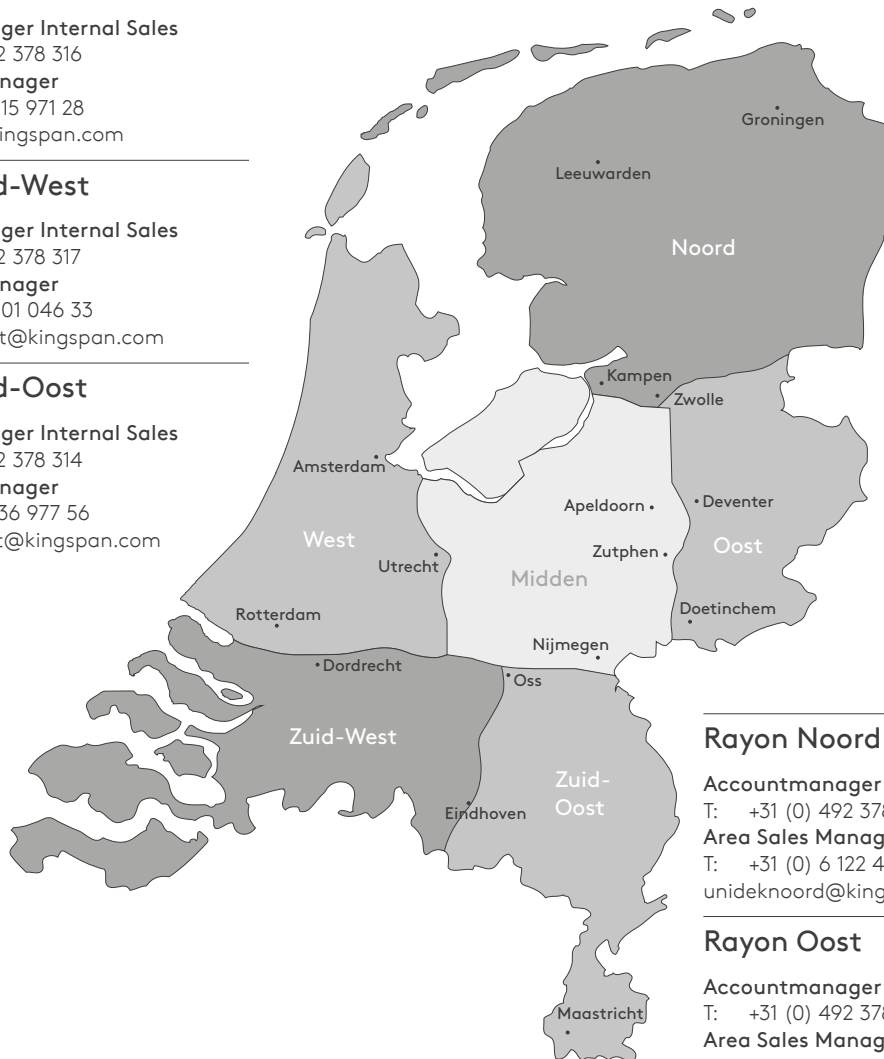 ger Internal Sales
2 378 316
nager
15 971 28
ingspan.com
d-West
ger Internal Sales
2 378 317
nager
01 046 33
t@kingspan.com
d-Oost
ger Internal Sales
2 378 314
nager
36 977 56
t@kingspan.com
Groningen
Leeuwarden
Noord
Kampen
Zwolle
Amsterdam
Apeldoorn
Deventer
West
Zutphen
Oost
Utrecht
Midden
Rotterdam
Doetinchem
Nijmegen
Dordrecht
Oss
Zuid-West
Zuid-
Oost
Eindhoven
Maastricht
Rayon Noord
Accountmanager
T: +31 (0) 492 378
Area Sales Manag
T: +31 (0) 6 122 4
unideknoord@king
Rayon Oost
Accountmanager
T: +31 (0) 492 378
Area Sales Manag